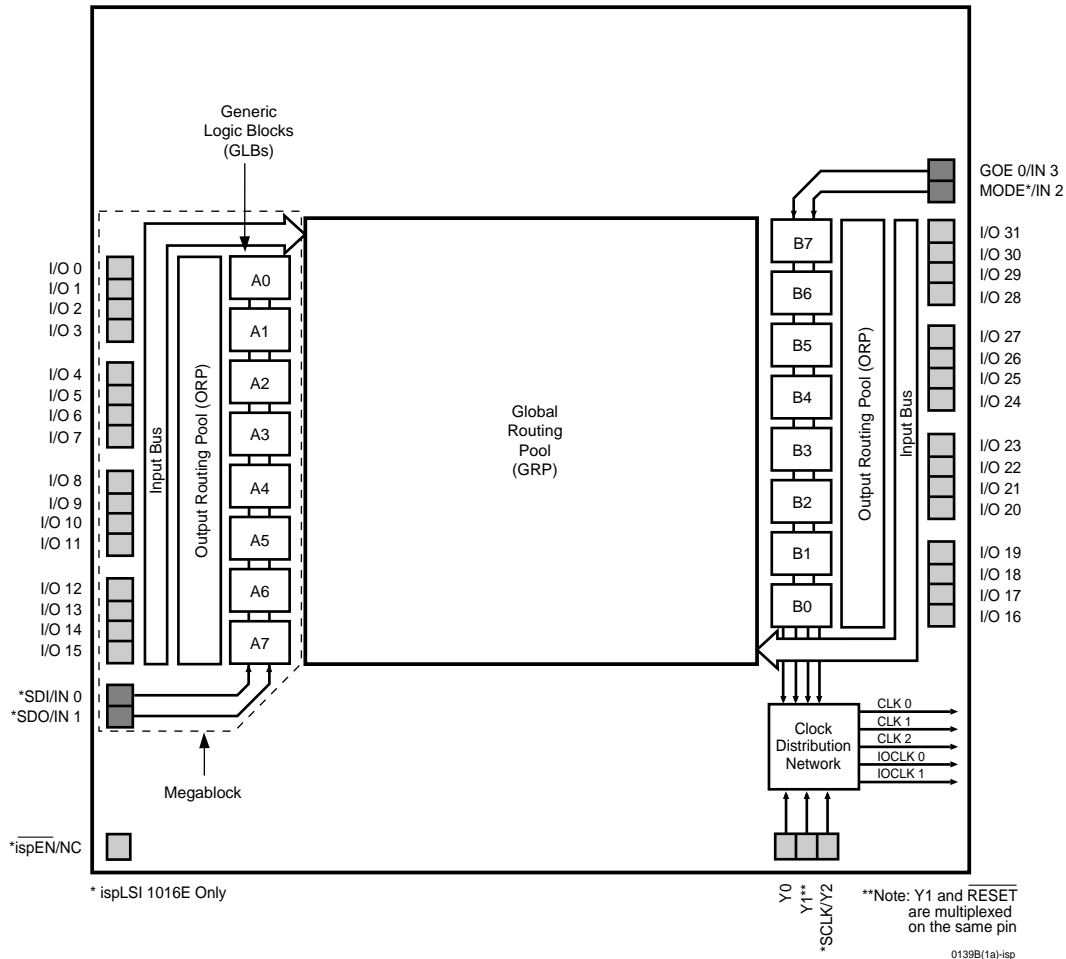 Generic
Logic Blocks
(GLBs)
GOE 0/IN 3
MODE*/IN 2
I/O 0
I/O 1
I/O 2
I/O 3
I/O 4
I/O 5
I/O 6
I/O 7
I/O 8
I/O 9
I/O 10
I/O 11
I/O 12
I/O 13
I/O 14
I/O 15
*SDI/IN 0
*SDO/IN 1
Input Bus
Output Routing Pool (ORP)
A0
A1
A2
A3
A4
A5
A6
A7
Global
Routing
Pool
(GRP)
B7
B6
B5
B4
B3
B2
B1
B0
Output Routing Pool (ORP)
Input Bus
I/O 31
I/O 30
I/O 29
I/O 28
I/O 27
I/O 26
I/O 25
I/O 24
I/O 23
I/O 22
I/O 21
I/O 20
I/O 19
I/O 18
I/O 17
I/O 16
Clock
Distribution
Network
CLK 0
CLK 1
CLK 2
IOCLK 0
IOCLK 1
Megablock
*ispEN/NC
* ispLSI 1016E Only
Y0
Y1**
*SCLK/Y2
**Note: Y1 and RESET
are multiplexed
on the same pin
0139B(1a)-isp